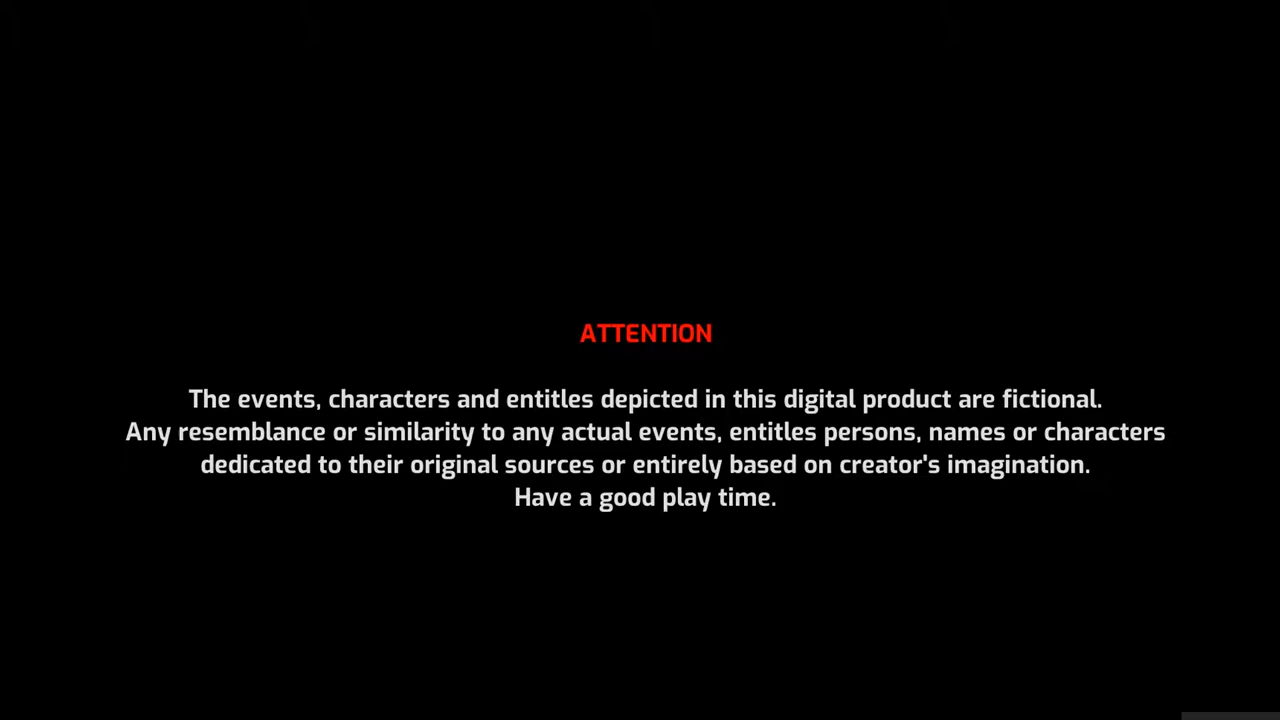 ATTENTION
The events, characters and entitles depicted in this digital product are fictional.
Any resemblance or similarity to any actual events, entitles persons, names or characters
dedicated to their original sources or entirely based on creator's imagination.
Have a good play time.